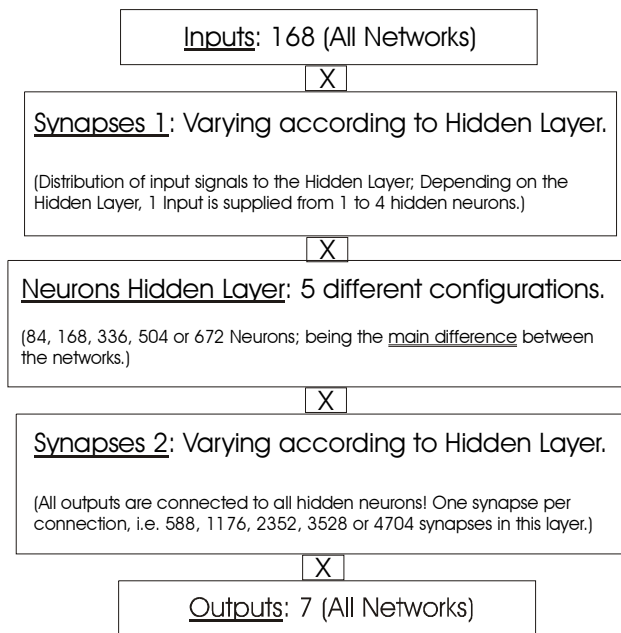 Inputs: 168 (All Networks)
X
Synapses 1: Varying according to Hidden Layer.
(Distribution of input signals to the Hidden Layer; Depending on the
Hidden Layer, 1 Input is supplied from 1 to 4 hidden neurons.)
X
Neurons Hidden Layer: 5 different configurations.
(84, 168, 336, 504 or 672 Neurons; being the main difference between
the networks.)
X
Synapses 2: Varying according to Hidden Layer.
(All outputs are connected to all hidden neurons! One synapse per
connection, i.e. 588, 1176, 2352, 3528 or 4704 synapses in this layer.)
X
Outputs: 7 (All Networks)